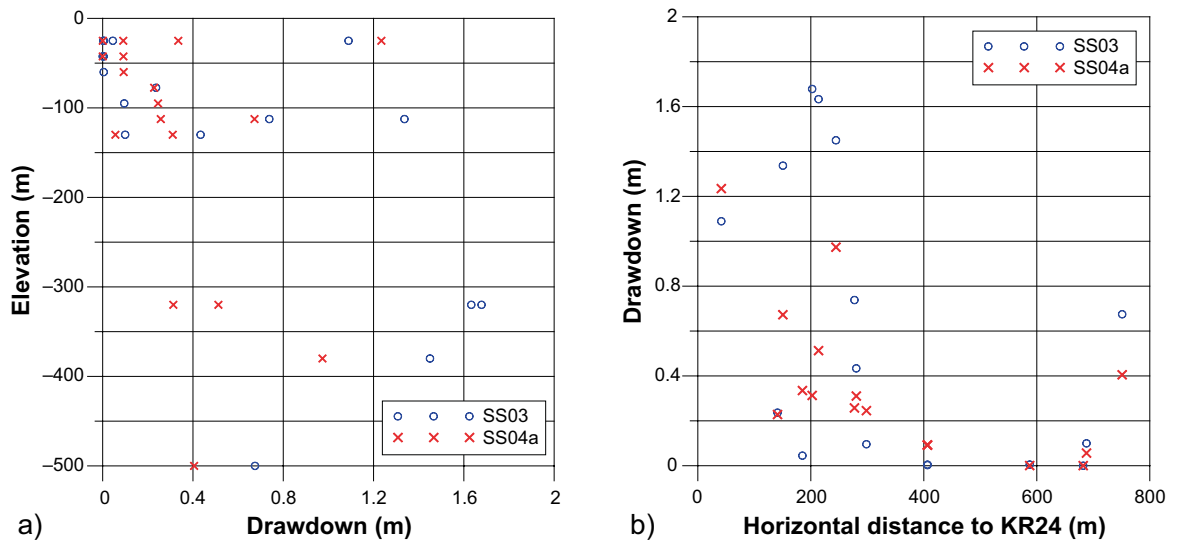 –0
–100
–200
–300
–400
–500
Elevation (m)
0 0.4 0.8 1.2 1.6 2
Drawdown (m)
SS03
SS04a
a)
2
1.6
1.2
0.8
0.4
0
Drawdown (m)
0 200 400 600 800
Horizontal distance to KR24 (m)
SS03
SS04a
b)